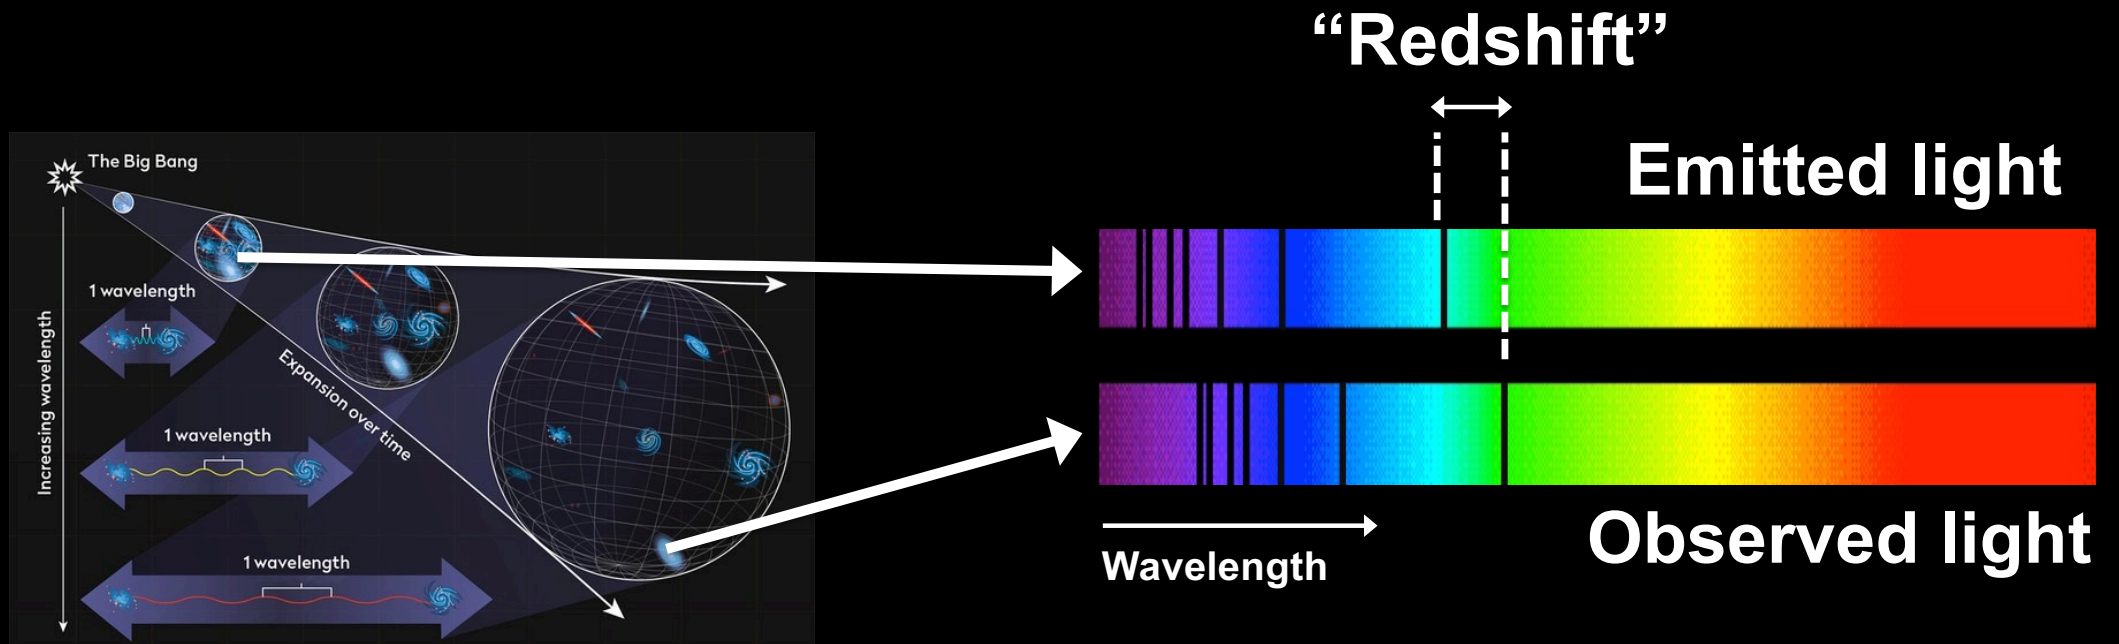 “Redshift”
The Big Bang
Emitted light
1 wavelength
Increasing wavelength
Expansion over time
1 wavelength
1 wavelength
Wavelength
Observed light